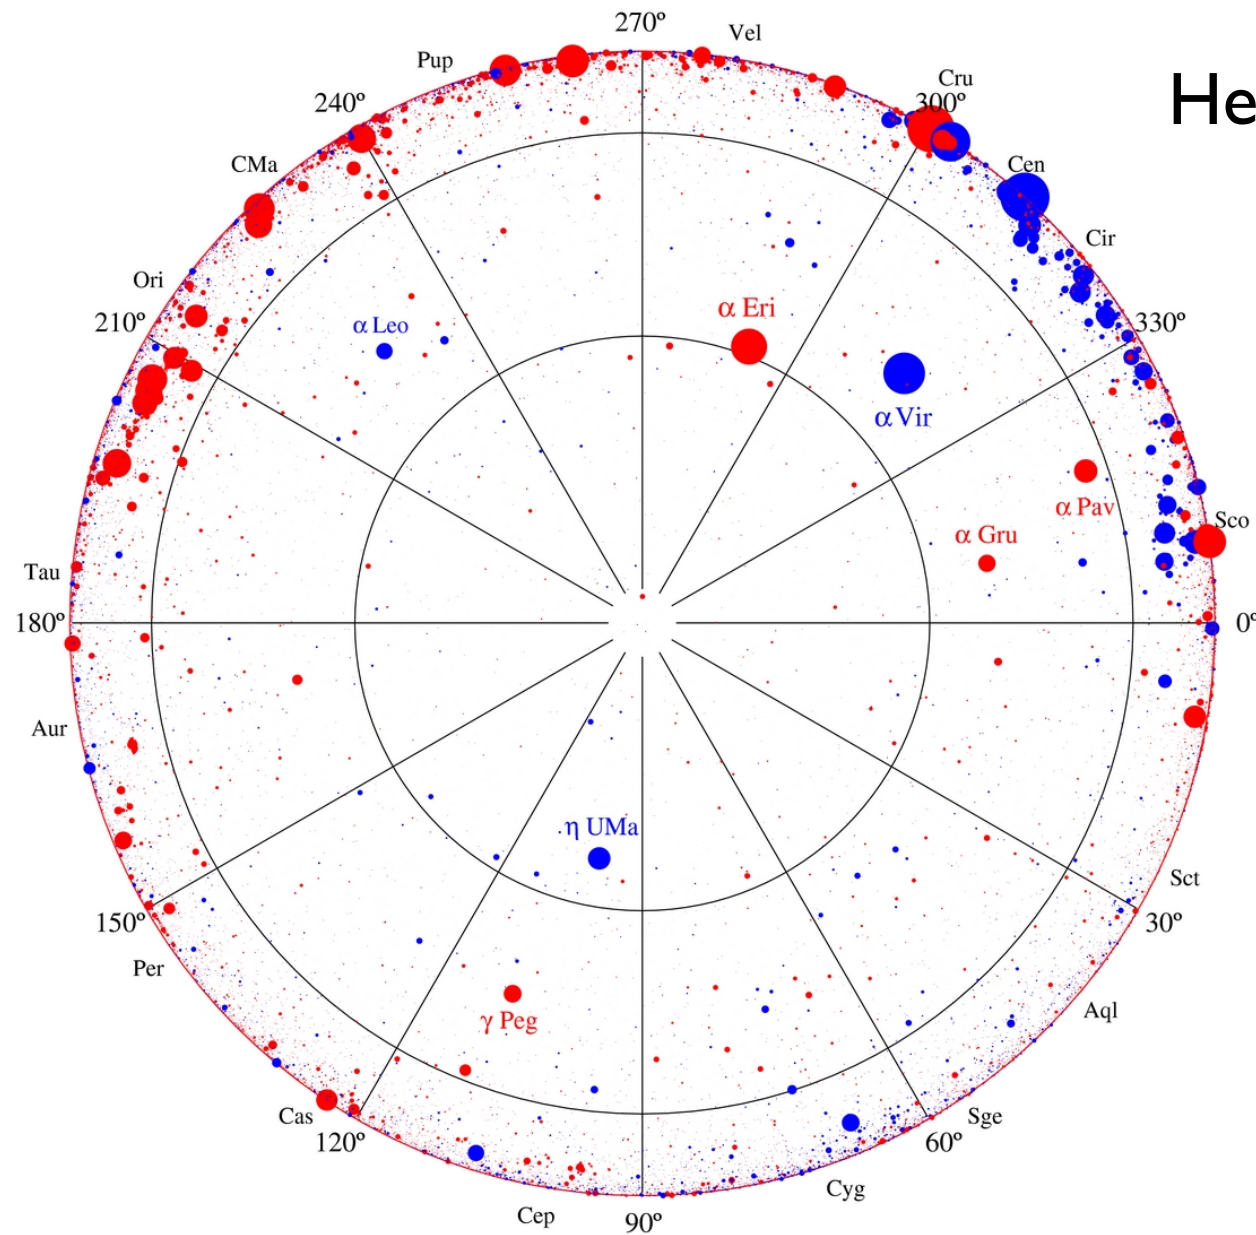 270º
Vel
Pup
Cru
240º
300º
He
CMa
Cen
Cir
Ori
210º
330º
α Eri
α Leo
α Vir
α Pav
Sco
α Gru
Tau
180º
0º
Aur
η UMa
Sct
150º
30º
Per
Aql
γ Peg
Cas
120º
Sge
60º
Cyg
Cep
90º